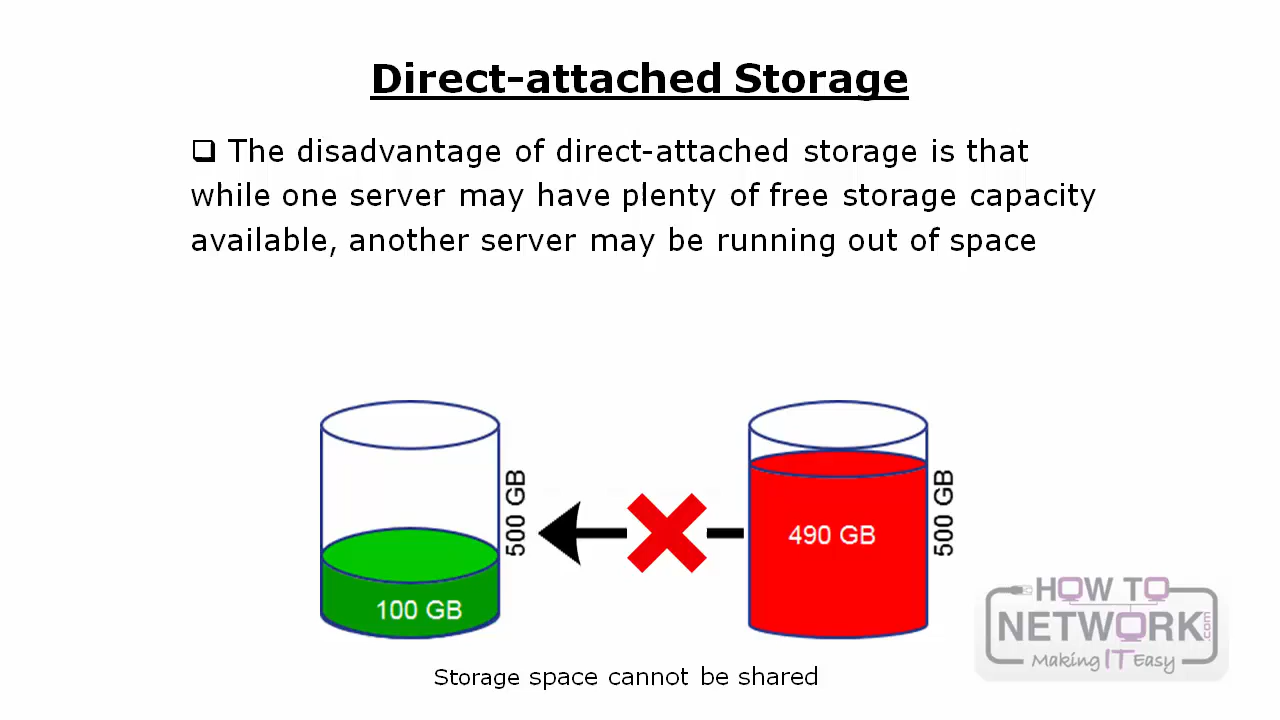 Direct-attached Storage
❑ The disadvantage of direct-attached storage is that
while one server may have plenty of free storage capacity
available, another server may be running out of space
500 GB
490 GB
500 GB
100 GB
Storage space cannot be shared
HOW TO
NETWORK.com
Making IT Easy